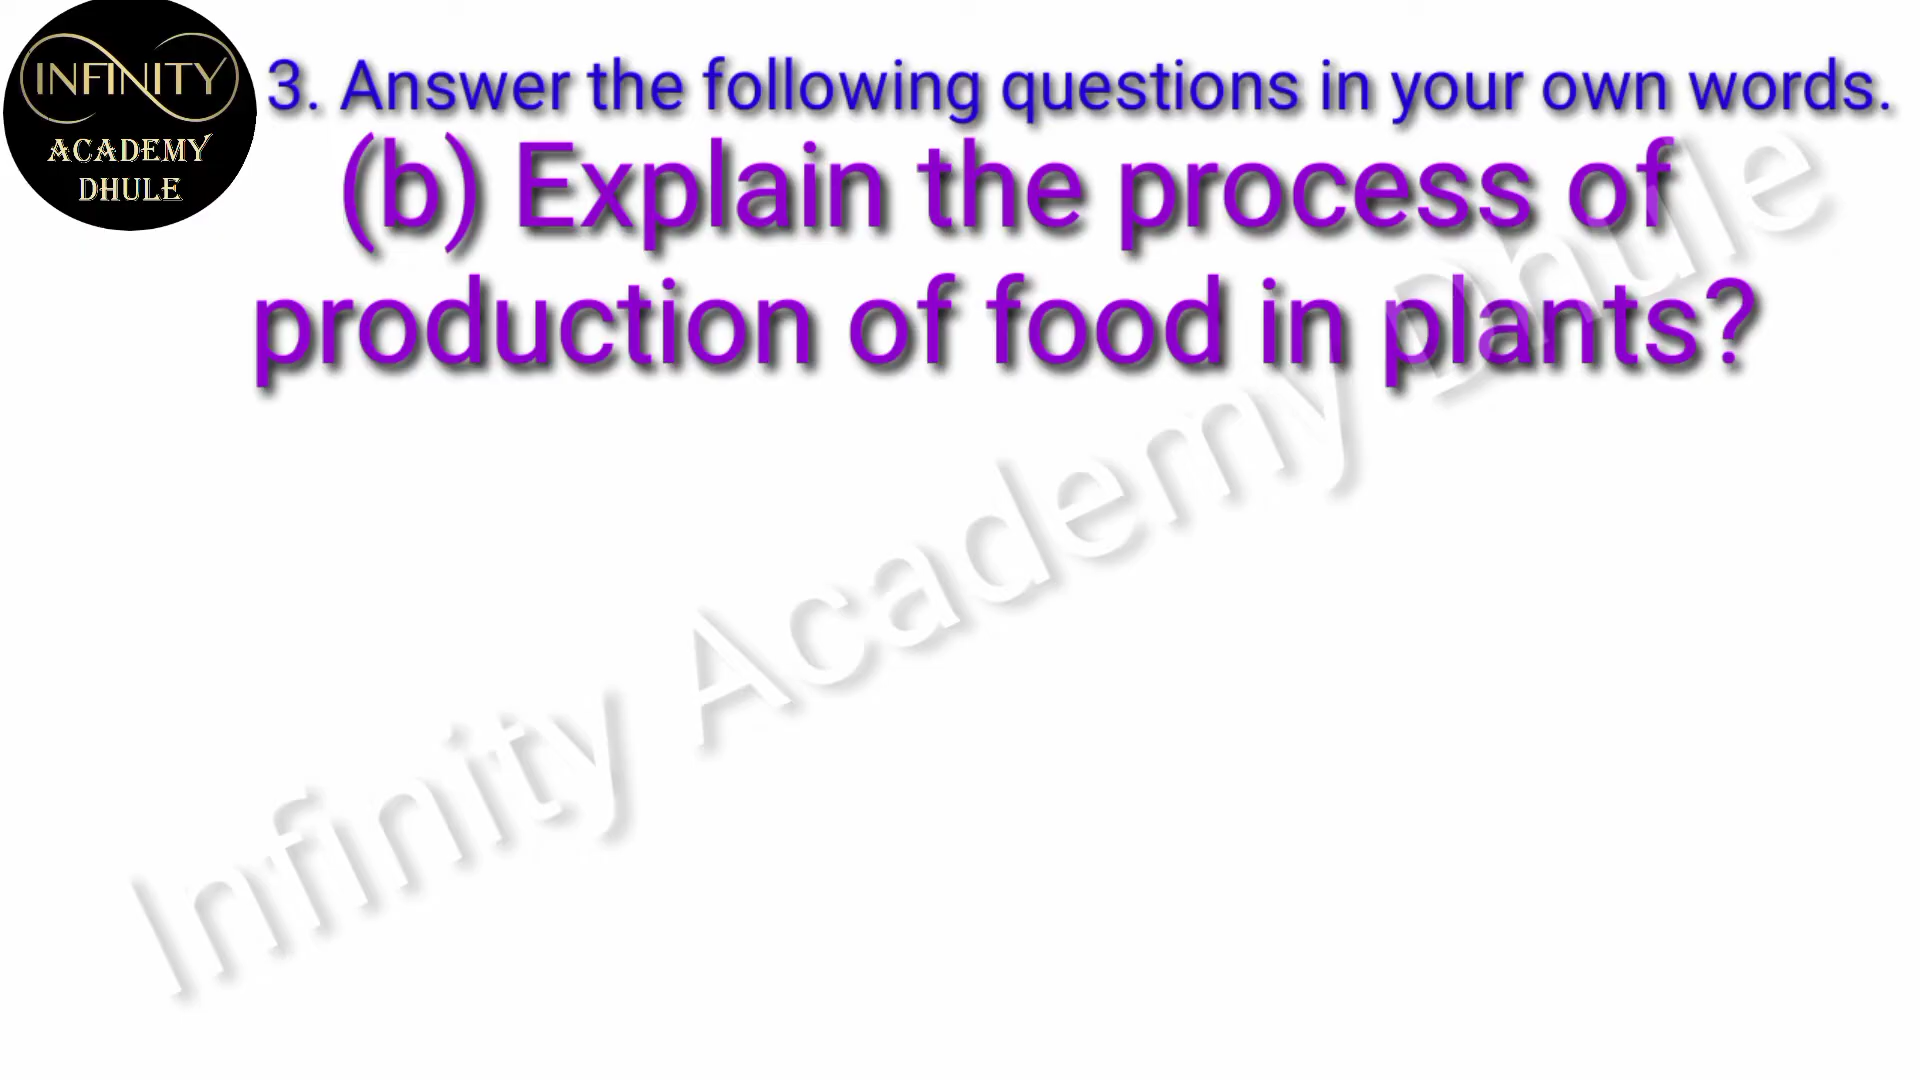 INFINITY
ACADEMY
DHULE
3. Answer the following questions in your own words.
(b) Explain the process of
production of food in plants?
Infinity Academy Dhule